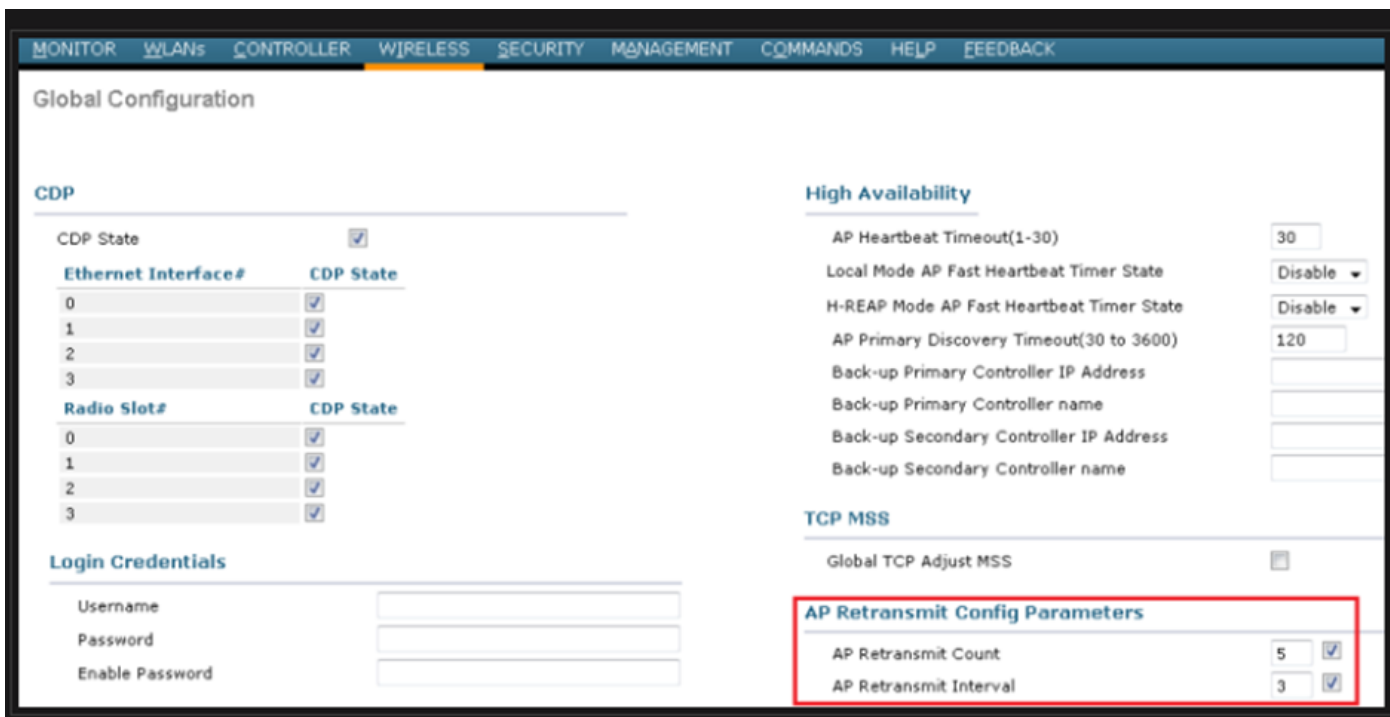 MONITOR WLANs CONTROLLER WIRELESS SECURITY MANAGEMENT COMMANDS HELP FEEDBACK
Global Configuration
CDP
CDP State
Ethernet Interface# CDP State
0
1
2
3
Radio Slot# CDP State
0
1
2
3
Login Credentials
Username
Password
Enable Password
High Availability
AP Heartbeat Timeout(1-30) 30
Local Mode AP Fast Heartbeat Timer State Disable
H-REAP Mode AP Fast Heartbeat Timer State Disable
AP Primary Discovery Timeout(30 to 3600) 120
Back-up Primary Controller IP Address
Back-up Primary Controller name
Back-up Secondary Controller IP Address
Back-up Secondary Controller name
TCP MSS
Global TCP Adjust MSS
AP Retransmit Config Parameters
AP Retransmit Count 5
AP Retransmit Interval 3